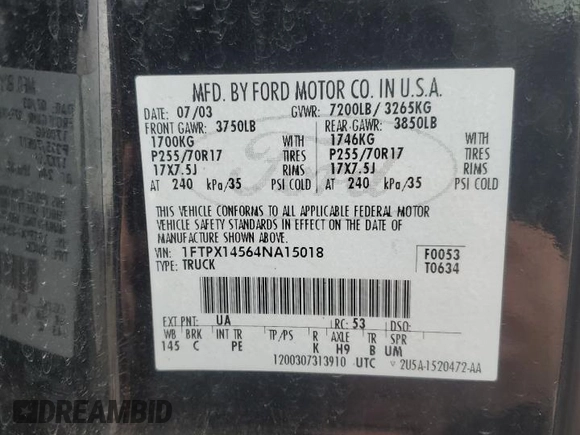 MFD. BY FORD MOTOR CO. IN U.S.A.
DATE: 07/03 GVWR: 7200LB/ 3265KG
FRONT GAWR: 3750LB REAR GAWR: 3850LB
1700KG WITH 1746KG WITH
P255/70R17 TIRES P255/70R17 TIRES
17X7.5J RIMS 17X7.5J RIMS
AT 240 kPa/35 PSI COLD AT 240 kPa/35 PSI COLD
THIS VEHICLE CONFORMS TO ALL APPLICABLE FEDERAL MOTOR
VEHICLE SAFETY STANDARDS IN EFFECT ON THE DATE OF
MANUFACTURE SHOWN ABOVE.
VIN: 1FTPX14564NA15018 F0053
TYPE: TRUCK T0634
EXT PNT: UA RC: 53 DSO:
WB BRK INT TR TP/PS R AXLE TR SPR
145 C PE K H9 B UM
1200307313910 UTC 2U5A-1520472-AA
Ford
DREAMBID